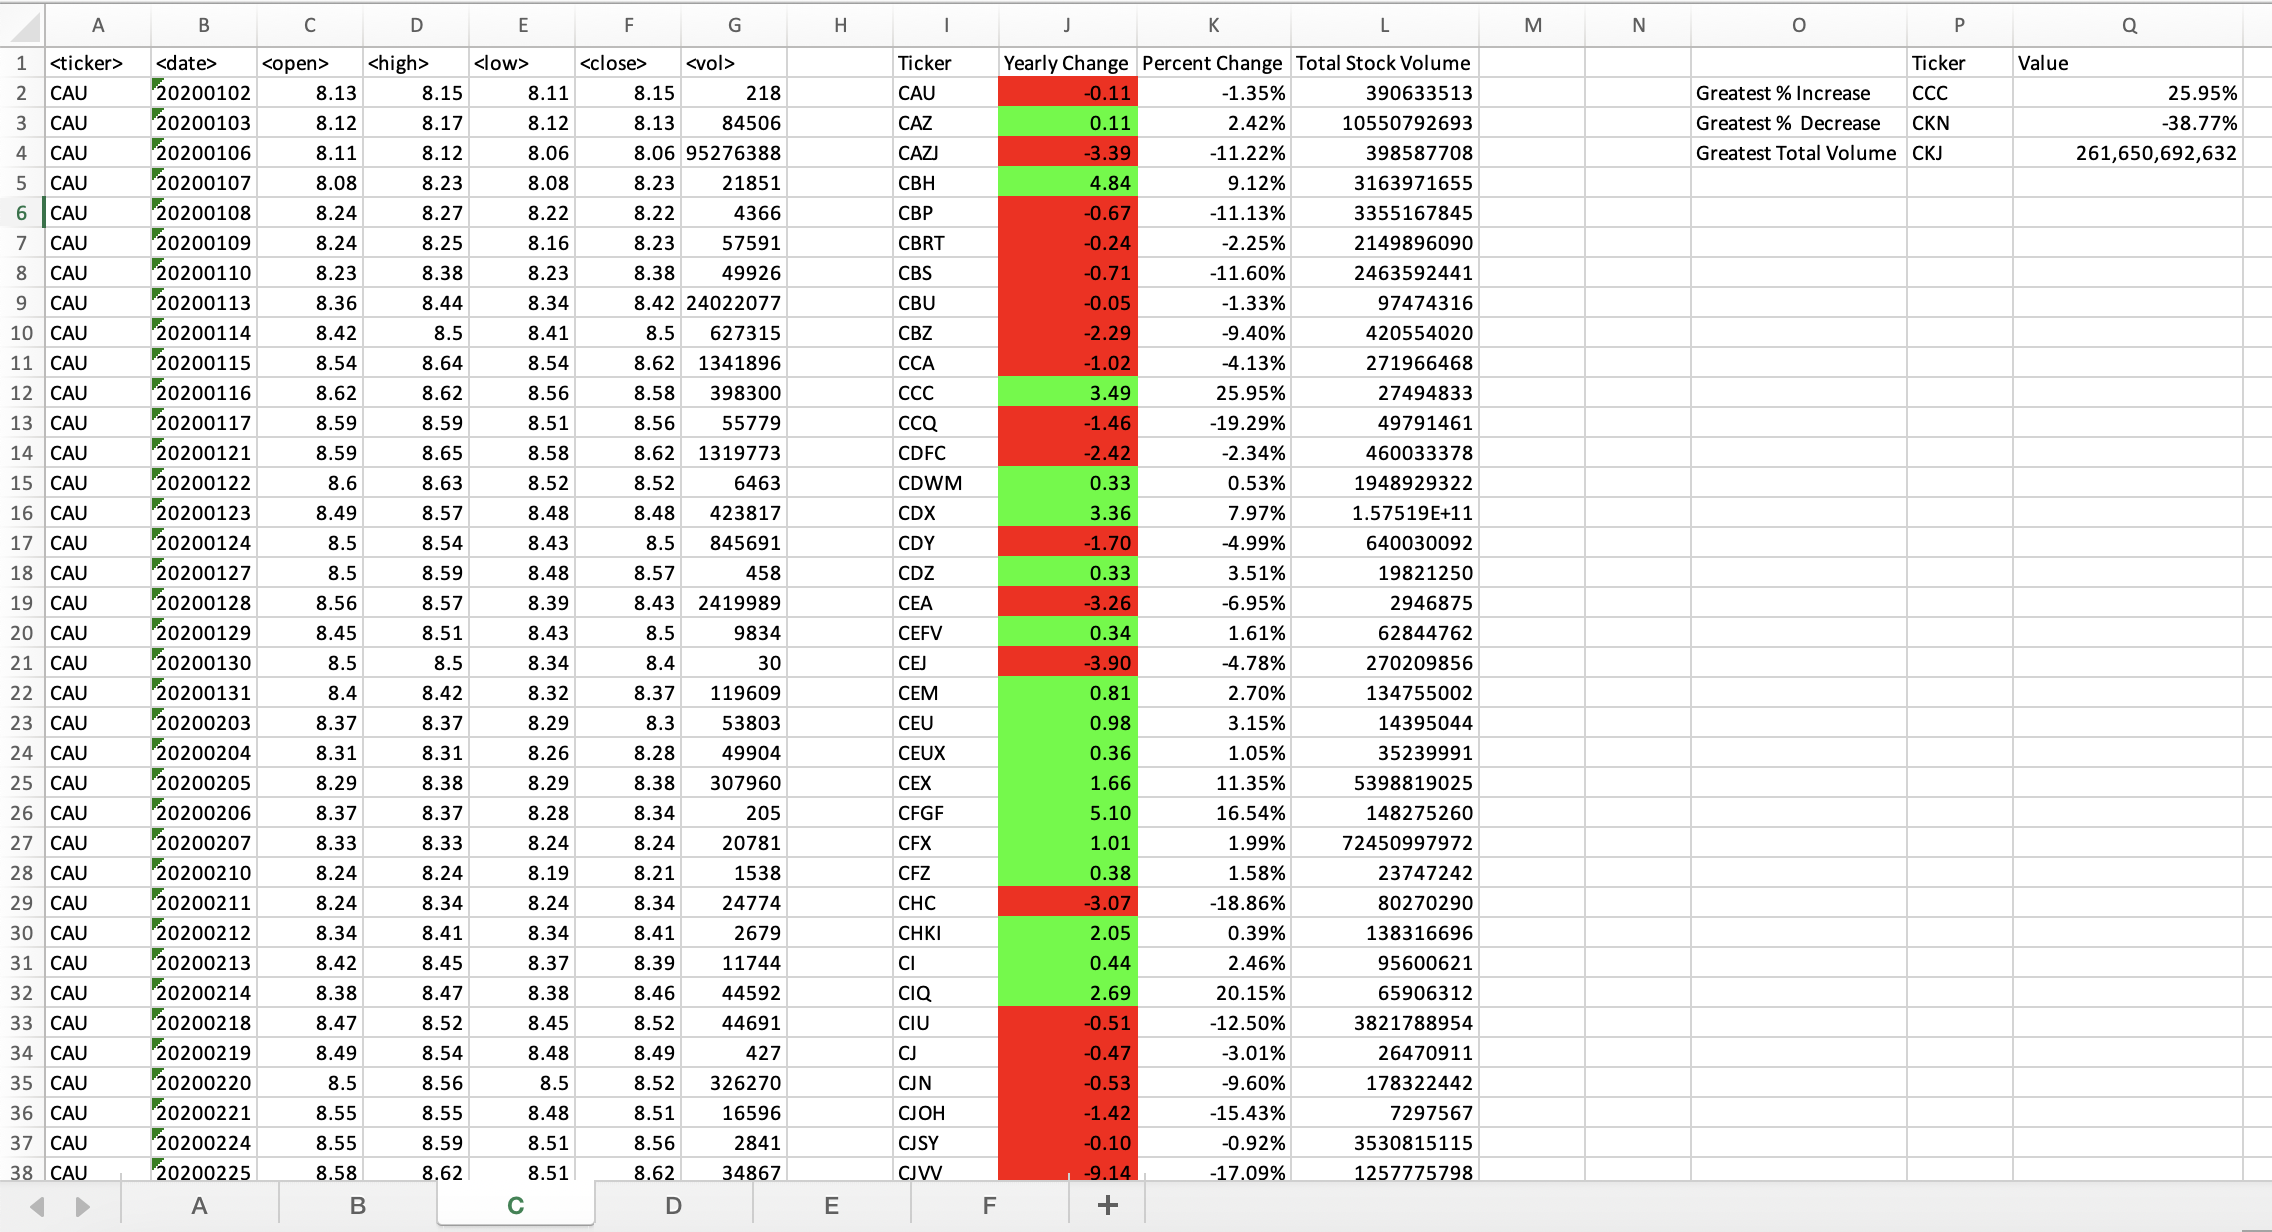 A B C D E F G H I J K L M N O P Q
1 <ticker> <date> <open> <high> <low> <close> <vol> Ticker Yearly Change Percent Change Total Stock Volume Ticker Value
2 CAU 20200102 8.13 8.15 8.11 8.15 218 CAU -0.11 -1.35% 390633513 Greatest % Increase CCC 25.95%
3 CAU 20200103 8.12 8.17 8.12 8.13 84506 CAZ 0.11 2.42% 10550792693 Greatest % Decrease CKN -38.77%
4 CAU 20200106 8.11 8.12 8.06 8.06 95276388 CAZJ -3.39 -11.22% 398587708 Greatest Total Volume CKJ 261,650,692,632
5 CAU 20200107 8.08 8.23 8.08 8.23 21851 CBH 4.84 9.12% 3163971655
6 CAU 20200108 8.24 8.27 8.22 8.22 4366 CBP -0.67 -11.13% 3355167845
7 CAU 20200109 8.24 8.25 8.16 8.23 57591 CBRT -0.24 -2.25% 2149896090
8 CAU 20200110 8.23 8.38 8.23 8.38 49926 CBS -0.71 -11.60% 2463592441
9 CAU 20200113 8.36 8.44 8.34 8.42 24022077 CBU -0.05 -1.33% 97474316
10 CAU 20200114 8.42 8.5 8.41 8.5 627315 CBZ -2.29 -9.40% 420554020
11 CAU 20200115 8.54 8.64 8.54 8.62 1341896 CCA -1.02 -4.13% 271966468
12 CAU 20200116 8.62 8.62 8.56 8.58 398300 CCC 3.49 25.95% 27494833
13 CAU 20200117 8.59 8.59 8.51 8.56 55779 CCQ -1.46 -19.29% 49791461
14 CAU 20200121 8.59 8.65 8.58 8.62 1319773 CDFC -2.42 -2.34% 460033378
15 CAU 20200122 8.6 8.63 8.52 8.52 6463 CDWM 0.33 0.53% 1948929322
16 CAU 20200123 8.49 8.57 8.48 8.48 423817 CDX 3.36 7.97% 1.57519E+11
17 CAU 20200124 8.5 8.54 8.43 8.5 845691 CDY -1.70 -4.99% 640030092
18 CAU 20200127 8.5 8.59 8.48 8.57 458 CDZ 0.33 3.51% 19821250
19 CAU 20200128 8.56 8.57 8.39 8.43 2419989 CEA -3.26 -6.95% 2946875
20 CAU 20200129 8.45 8.51 8.43 8.5 9834 CEFV 0.34 1.61% 62844762
21 CAU 20200130 8.5 8.5 8.34 8.4 30 CEJ -3.90 -4.78% 270209856
22 CAU 20200131 8.4 8.42 8.32 8.37 119609 CEM 0.81 2.70% 134755002
23 CAU 20200203 8.37 8.37 8.29 8.3 53803 CEU 0.98 3.15% 14395044
24 CAU 20200204 8.31 8.31 8.26 8.28 49904 CEUX 0.36 1.05% 35239991
25 CAU 20200205 8.29 8.38 8.29 8.38 307960 CEX 1.66 11.35% 5398819025
26 CAU 20200206 8.37 8.37 8.28 8.34 205 CFGF 5.10 16.54% 148275260
27 CAU 20200207 8.33 8.33 8.24 8.24 20781 CFX 1.01 1.99% 72450997972
28 CAU 20200210 8.24 8.24 8.19 8.21 1538 CFZ 0.38 1.58% 23747242
29 CAU 20200211 8.24 8.34 8.24 8.34 24774 CHC -3.07 -18.86% 80270290
30 CAU 20200212 8.34 8.41 8.34 8.41 2679 CHKI 2.05 0.39% 138316696
31 CAU 20200213 8.42 8.45 8.37 8.39 11744 CI 0.44 2.46% 95600621
32 CAU 20200214 8.38 8.47 8.38 8.46 44592 CIQ 2.69 20.15% 65906312
33 CAU 20200218 8.47 8.52 8.45 8.52 44691 CIU -0.51 -12.50% 3821788954
34 CAU 20200219 8.49 8.54 8.48 8.49 427 CJ -0.47 -3.01% 26470911
35 CAU 20200220 8.5 8.56 8.5 8.52 326270 CJN -0.53 -9.60% 178322442
36 CAU 20200221 8.55 8.55 8.48 8.51 16596 CJOH -1.42 -15.43% 7297567
37 CAU 20200224 8.55 8.59 8.51 8.56 2841 CJSY -0.10 -0.92% 3530815115
38 CAU 20200225 8.58 8.62 8.51 8.62 34867 CJVV -9.14 -17.09% 1257775798
A B C D E F +